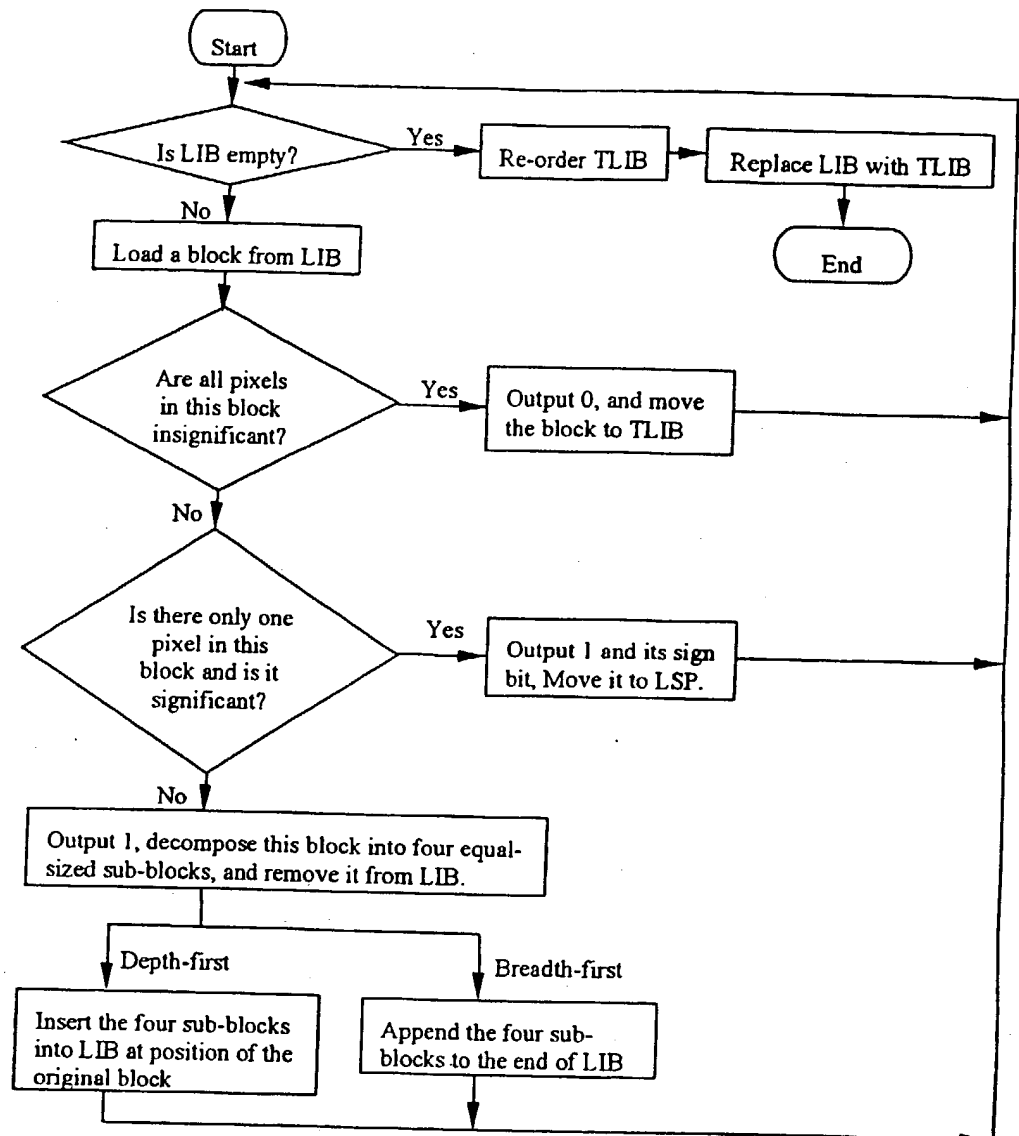 Start
Is LIB empty?
Yes
Re-order TLIB
Replace LIB with TLIB
No
Load a block from LIB
End
Are all pixels
in this block
insignificant?
Yes
Output 0, and move
the block to TLIB
No
Is there only one
pixel in this
block and is it
significant?
Yes
Output 1 and its sign
bit, Move it to LSP.
No
Output 1, decompose this block into four equal-
sized sub-blocks, and remove it from LIB.
Depth-first
Breadth-first
Insert the four sub-blocks
into LIB at position of the
original block
Append the four sub-
blocks to the end of LIB